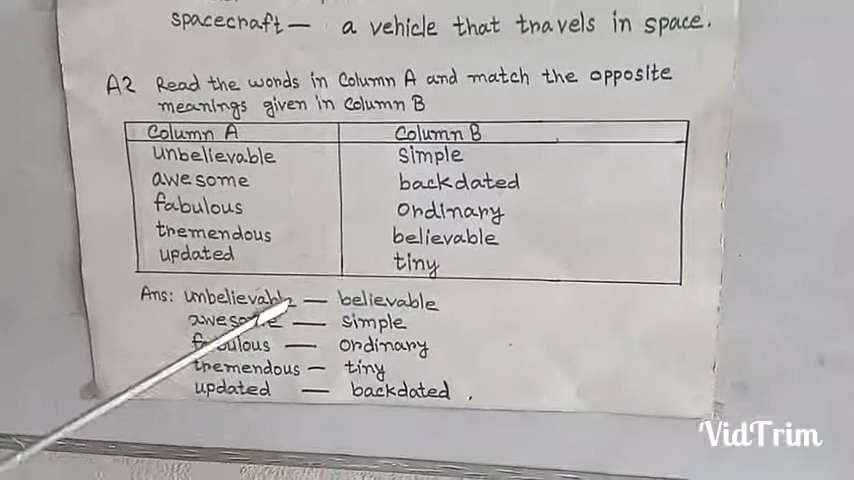 spacecraft — a vehicle that travels in space.
A2 Read the words in Column A and match the opposite
meanings given in Column B
Column A Column B
unbelievable simple
awesome backdated
fabulous ordinary
tremendous believable
updated tiny
Ans: unbelievable — believable
awesome — simple
fabulous — ordinary
tremendous — tiny
updated — backdated .
VidTrim